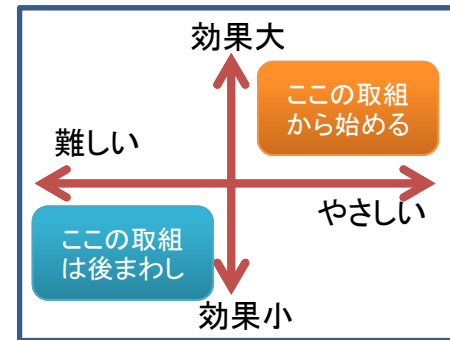 効果大
ここの取組
から始める
難しい
やさしい
ここの取組
は後まわし
効果小